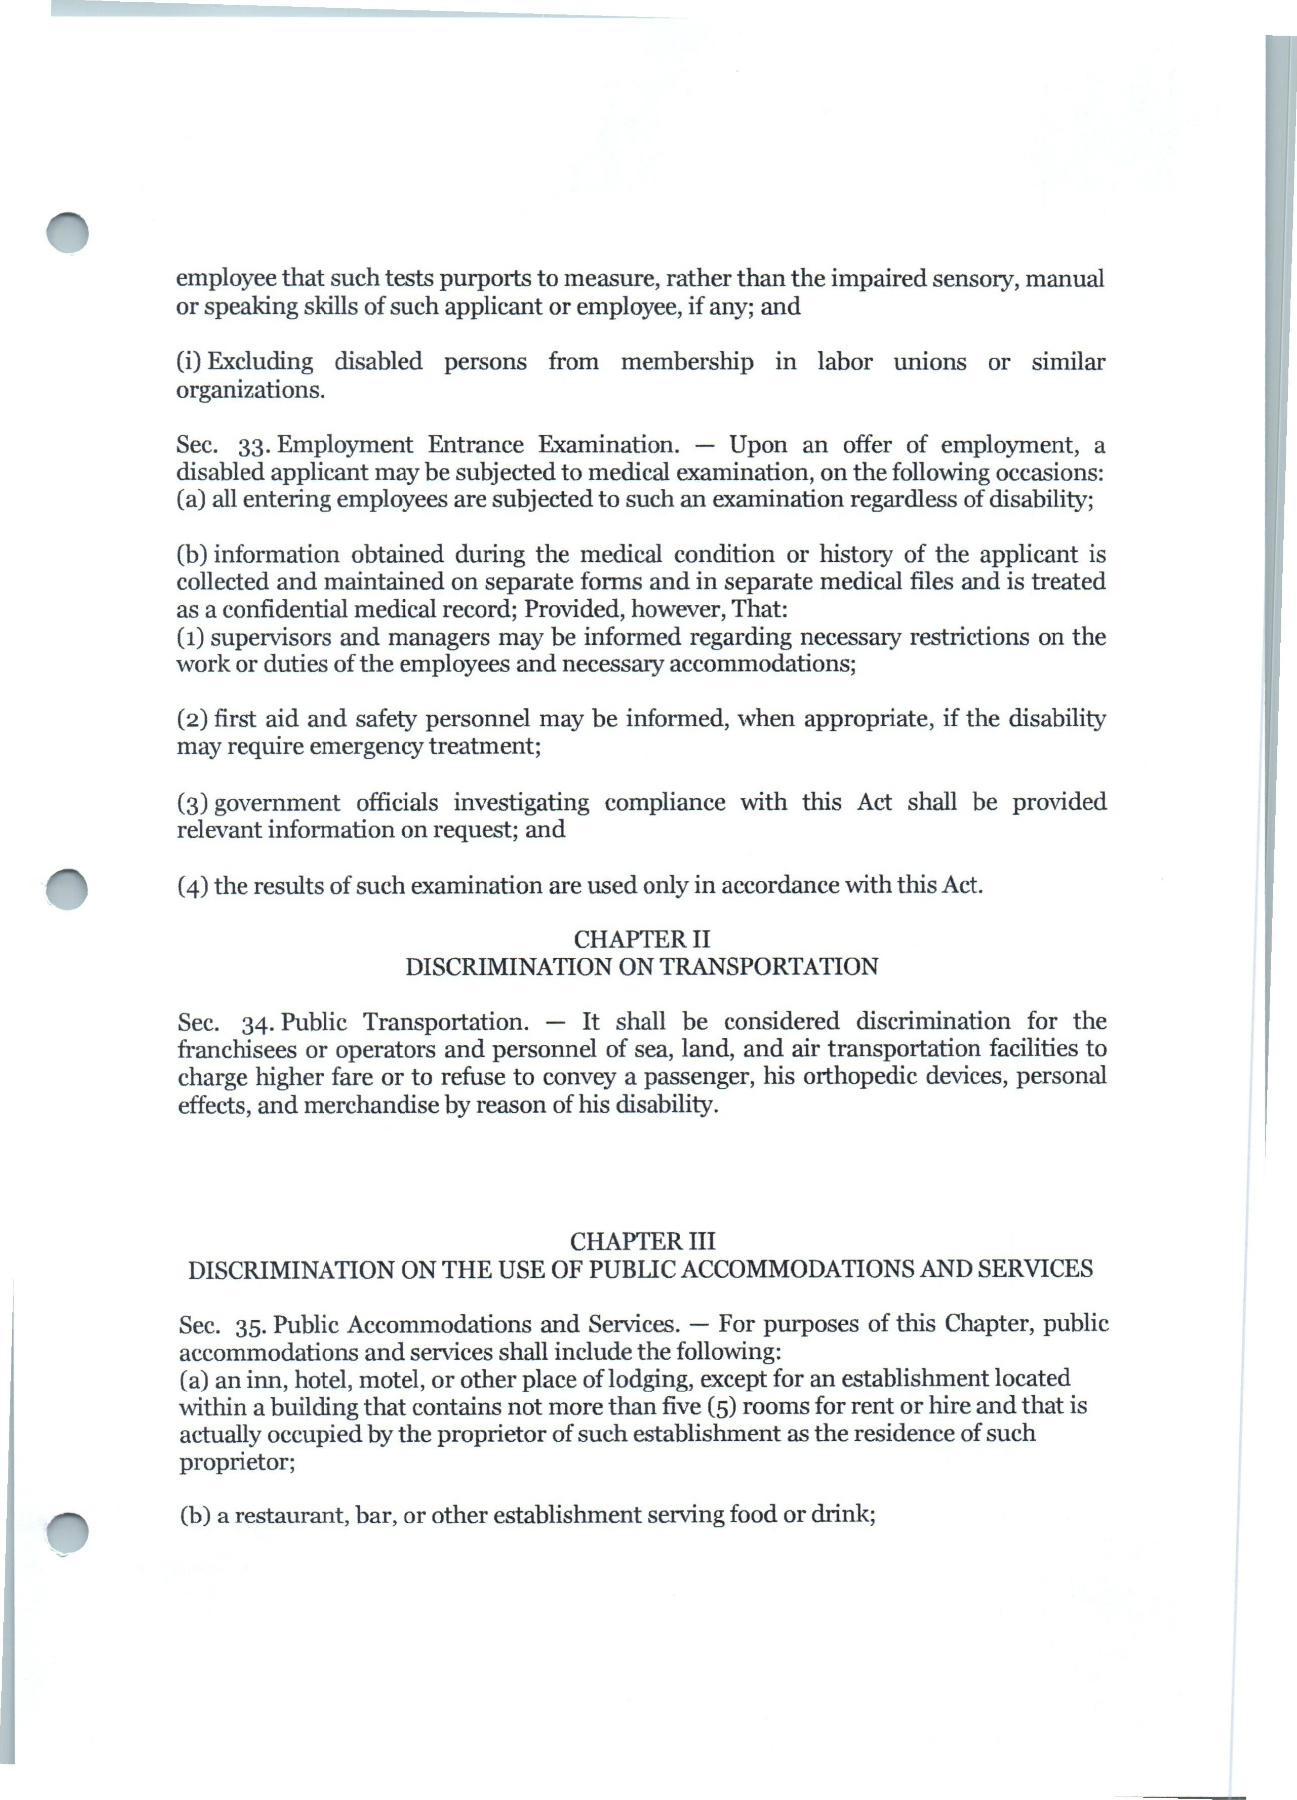 employee that such tests purports to measure, rather than the impaired sensory, manual
or speaking skills of such applicant or employee, if any; and
(i) Excluding disabled persons from membership in labor unions or similar
organizations.
Sec. 33. Employment Entrance Examination. — Upon an offer of employment, a
disabled applicant may be subjected to medical examination, on the following occasions:
(a) all entering employees are subjected to such an examination regardless of disability;
(b) information obtained during the medical condition or history of the applicant is
collected and maintained on separate forms and in separate medical files and is treated
as a confidential medical record; Provided, however, That:
(1) supervisors and managers may be informed regarding necessary restrictions on the
work or duties of the employees and necessary accommodations;
(2) first aid and safety personnel may be informed, when appropriate, if the disability
may require emergency treatment;
(3) government officials investigating compliance with this Act shall be provided
relevant information on request; and
(4) the results of such examination are used only in accordance with this Act.
CHAPTER II
DISCRIMINATION ON TRANSPORTATION
Sec. 34. Public Transportation. — It shall be considered discrimination for the
franchisees or operators and personnel of sea, land, and air transportation facilities to
charge higher fare or to refuse to convey a passenger, his orthopedic devices, personal
effects, and merchandise by reason of his disability.
CHAPTER III
DISCRIMINATION ON THE USE OF PUBLIC ACCOMMODATIONS AND SERVICES
Sec. 35. Public Accommodations and Services. — For purposes of this Chapter, public
accommodations and services shall include the following:
(a) an inn, hotel, motel, or other place of lodging, except for an establishment located
within a building that contains not more than five (5) rooms for rent or hire and that is
actually occupied by the proprietor of such establishment as the residence of such
proprietor;
(b) a restaurant, bar, or other establishment serving food or drink;